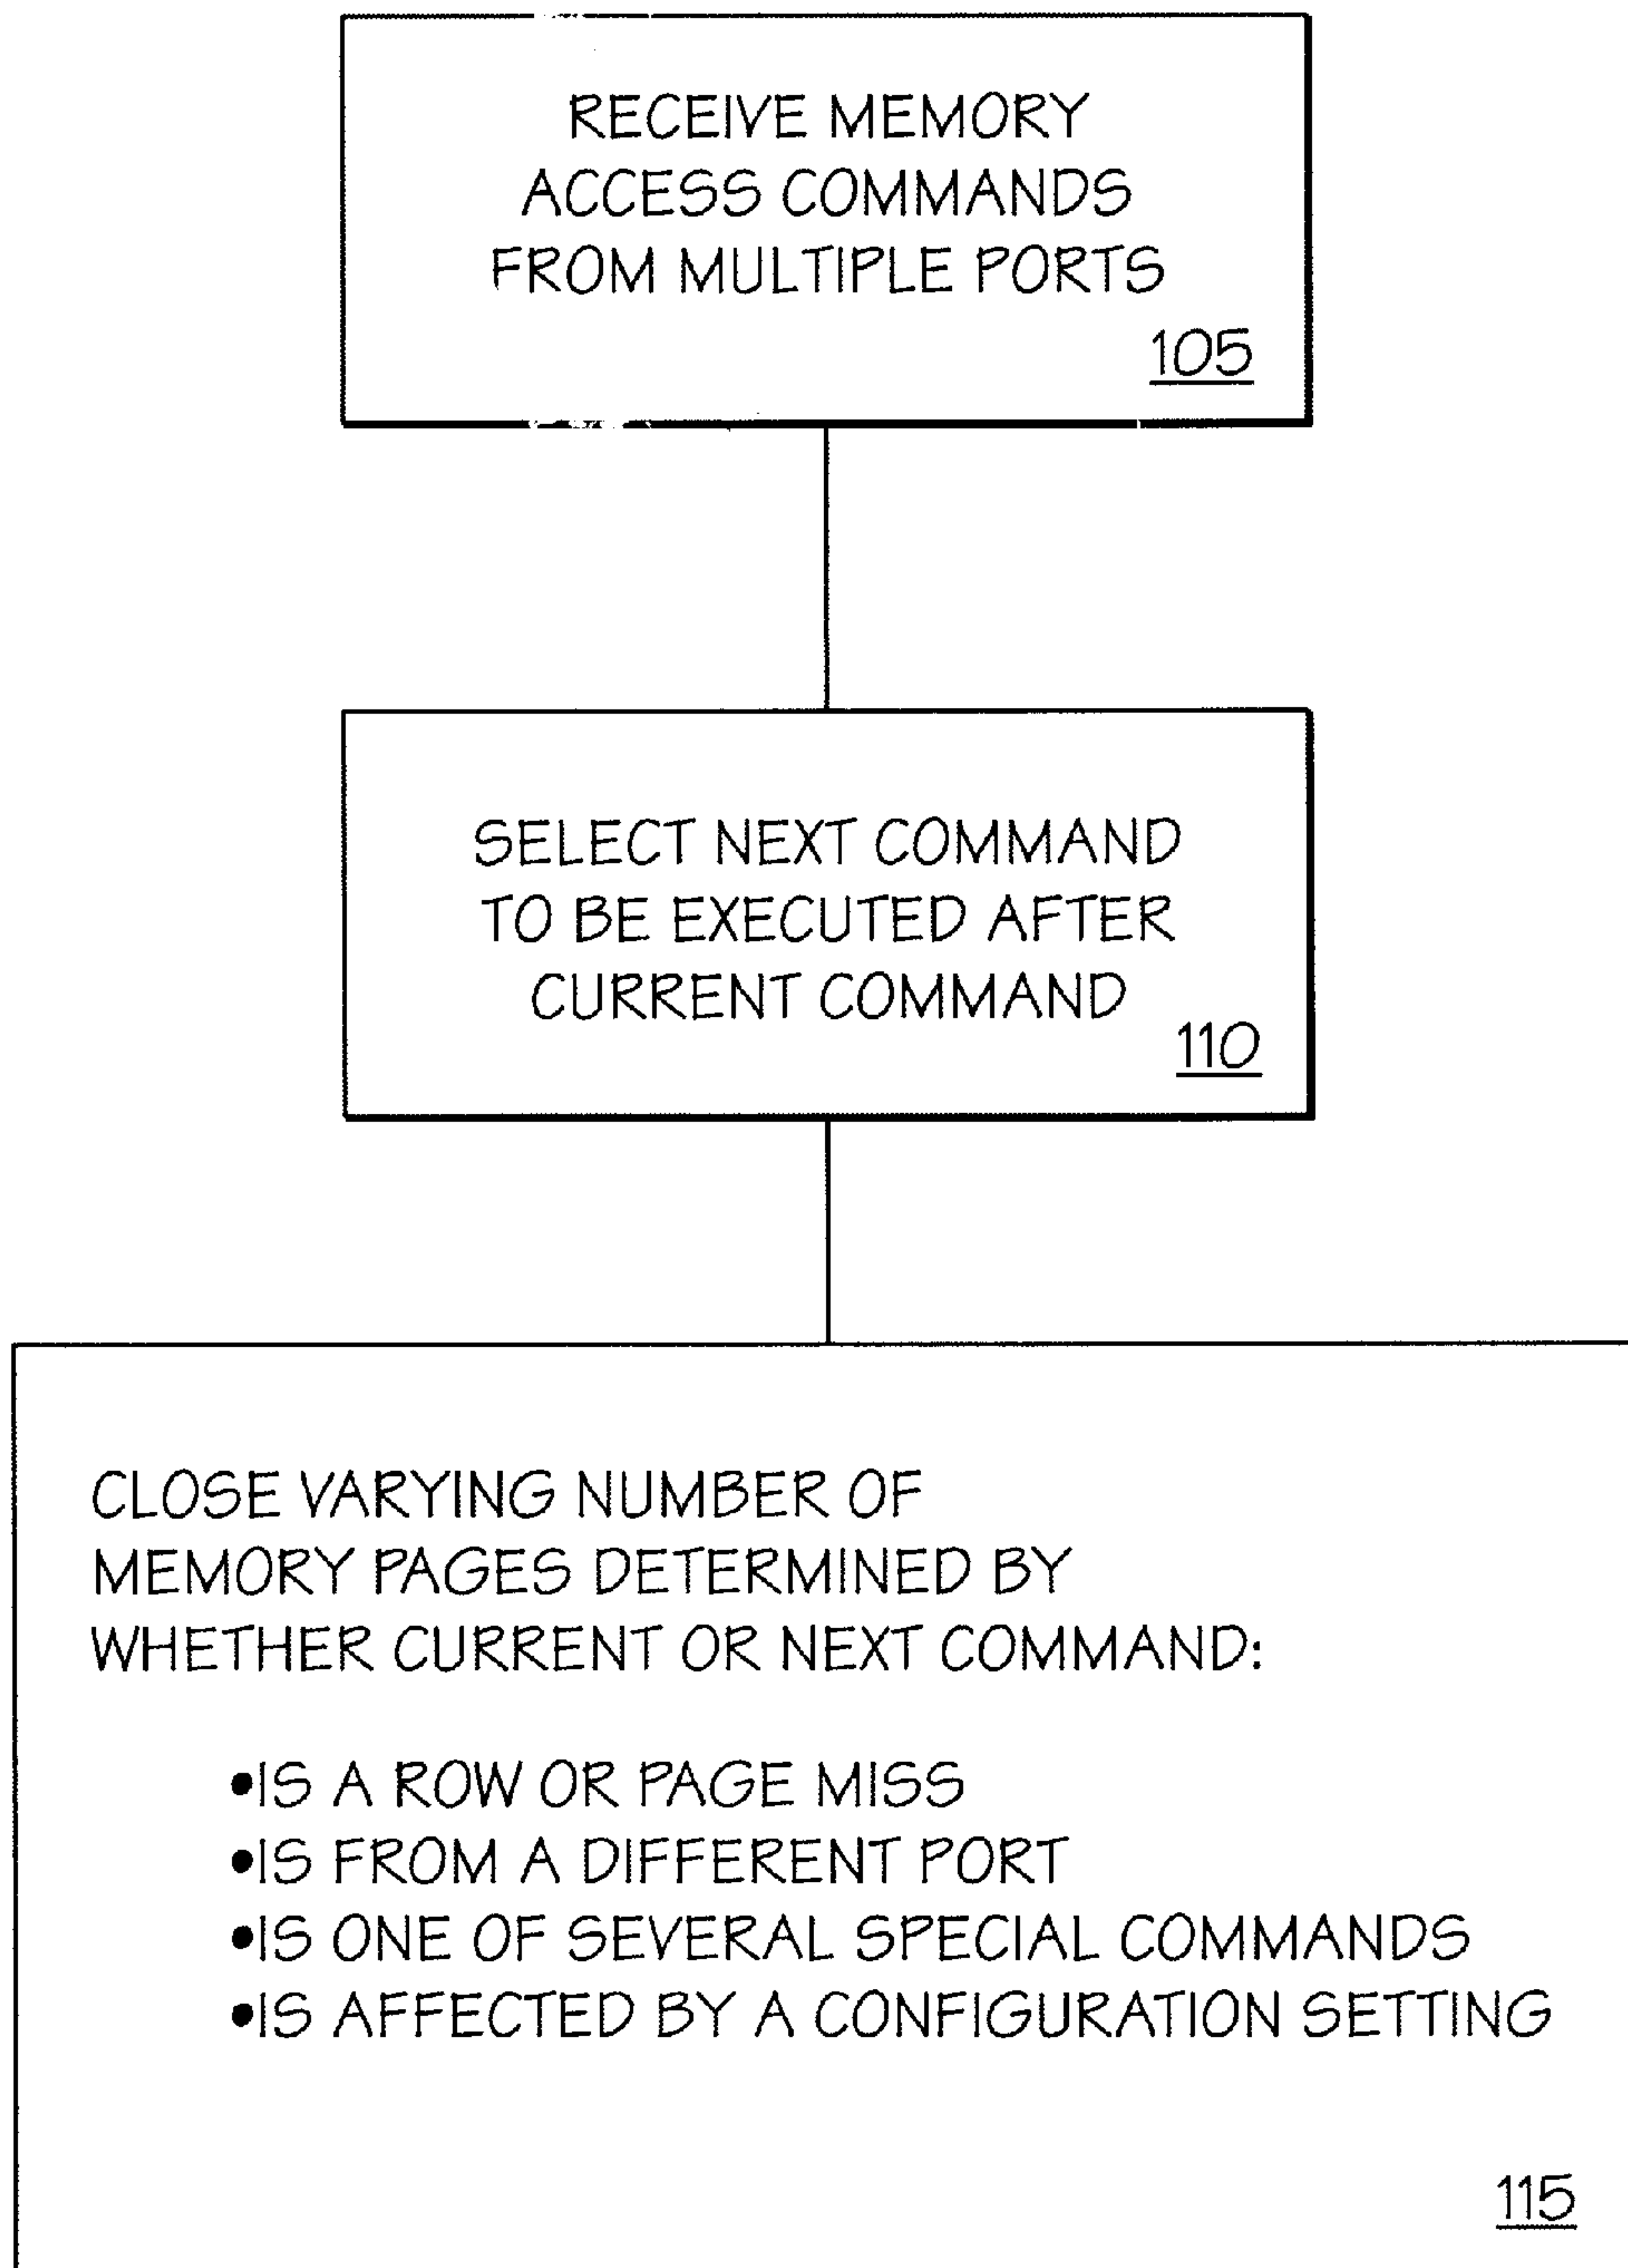 RECEIVE MEMORY
ACCESS COMMANDS
FROM MULTIPLE PORTS
105
SELECT NEXT COMMAND
TO BE EXECUTED AFTER
CURRENT COMMAND
110
CLOSE VARYING NUMBER OF
MEMORY PAGES DETERMINED BY
WHETHER CURRENT OR NEXT COMMAND:
•IS A ROW OR PAGE MISS
•IS FROM A DIFFERENT PORT
•IS ONE OF SEVERAL SPECIAL COMMANDS
•IS AFFECTED BY A CONFIGURATION SETTING
115